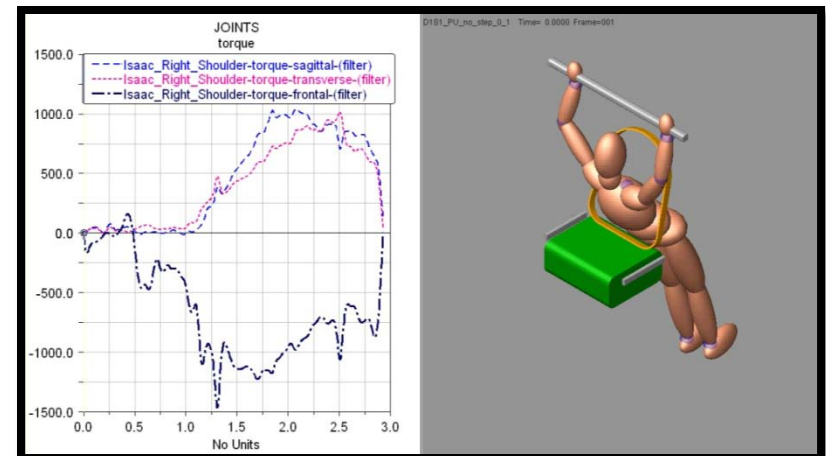 JOINTS
torque
1500.0
1000.0
500.0
0.0
-500.0
-1000.0
-1500.0
Isaac_Right_Shoulder-torque-sagittal-(filter)
Isaac_Right_Shoulder-torque-transverse-(filter)
Isaac_Right_Shoulder-torque-frontal-(filter)
0.0 0.5 1.0 1.5 2.0 2.5 3.0
No Units
D1S1_PU_no_step_0_1 Time= 0.0000 Frame=001